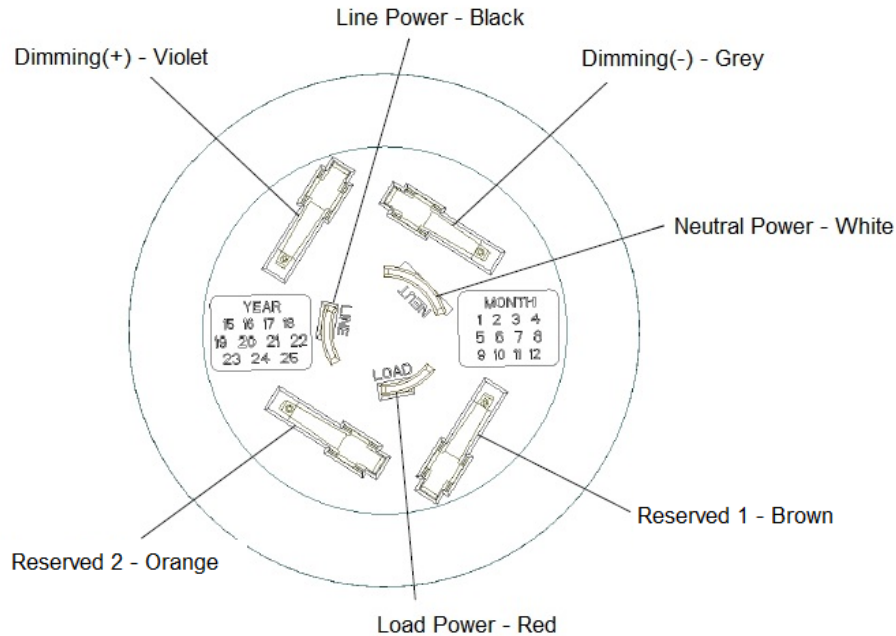 Line Power - Black
Dimming(+) - Violet
Dimming(-) - Grey
Neutral Power - White
NEUT
LINE
YEAR
15 16 17 18
19 20 21 22
23 24 25
MONTH
1 2 3 4
5 6 7 8
9 10 11 12
LOAD
Reserved 1 - Brown
Reserved 2 - Orange
Load Power - Red